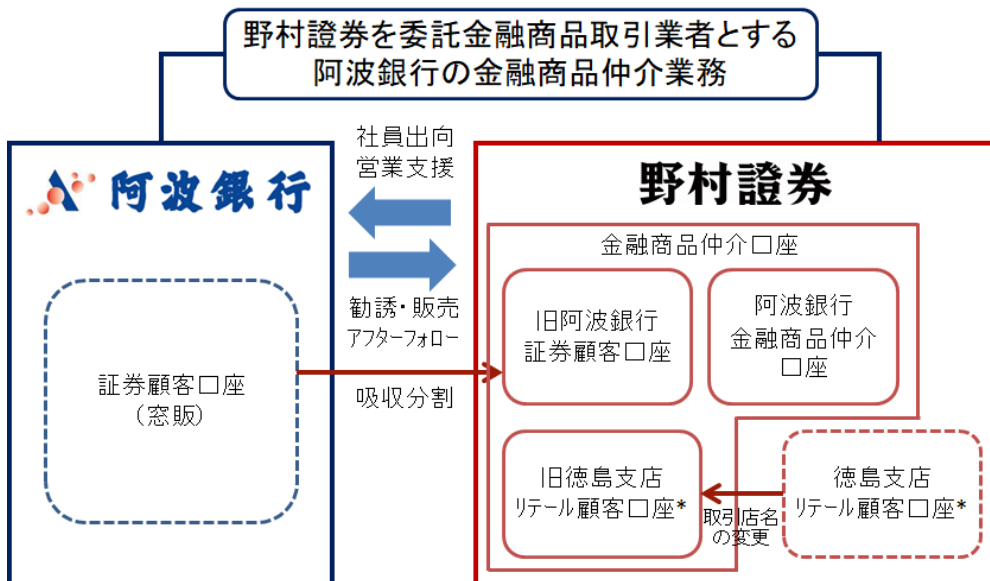 野村證券を委託金融商品取引業者とする
阿波銀行の金融商品仲介業務
阿波銀行
社員出向
営業支援
野村證券
勧誘・販売
アフターフォロー
金融商品仲介口座
旧阿波銀行
証券顧客口座
阿波銀行
金融商品仲介
口座
証券顧客口座
（窓販）
吸収分割
旧徳島支店
リテール顧客口座*
取引店名
の変更
徳島支店
リテール顧客口座*